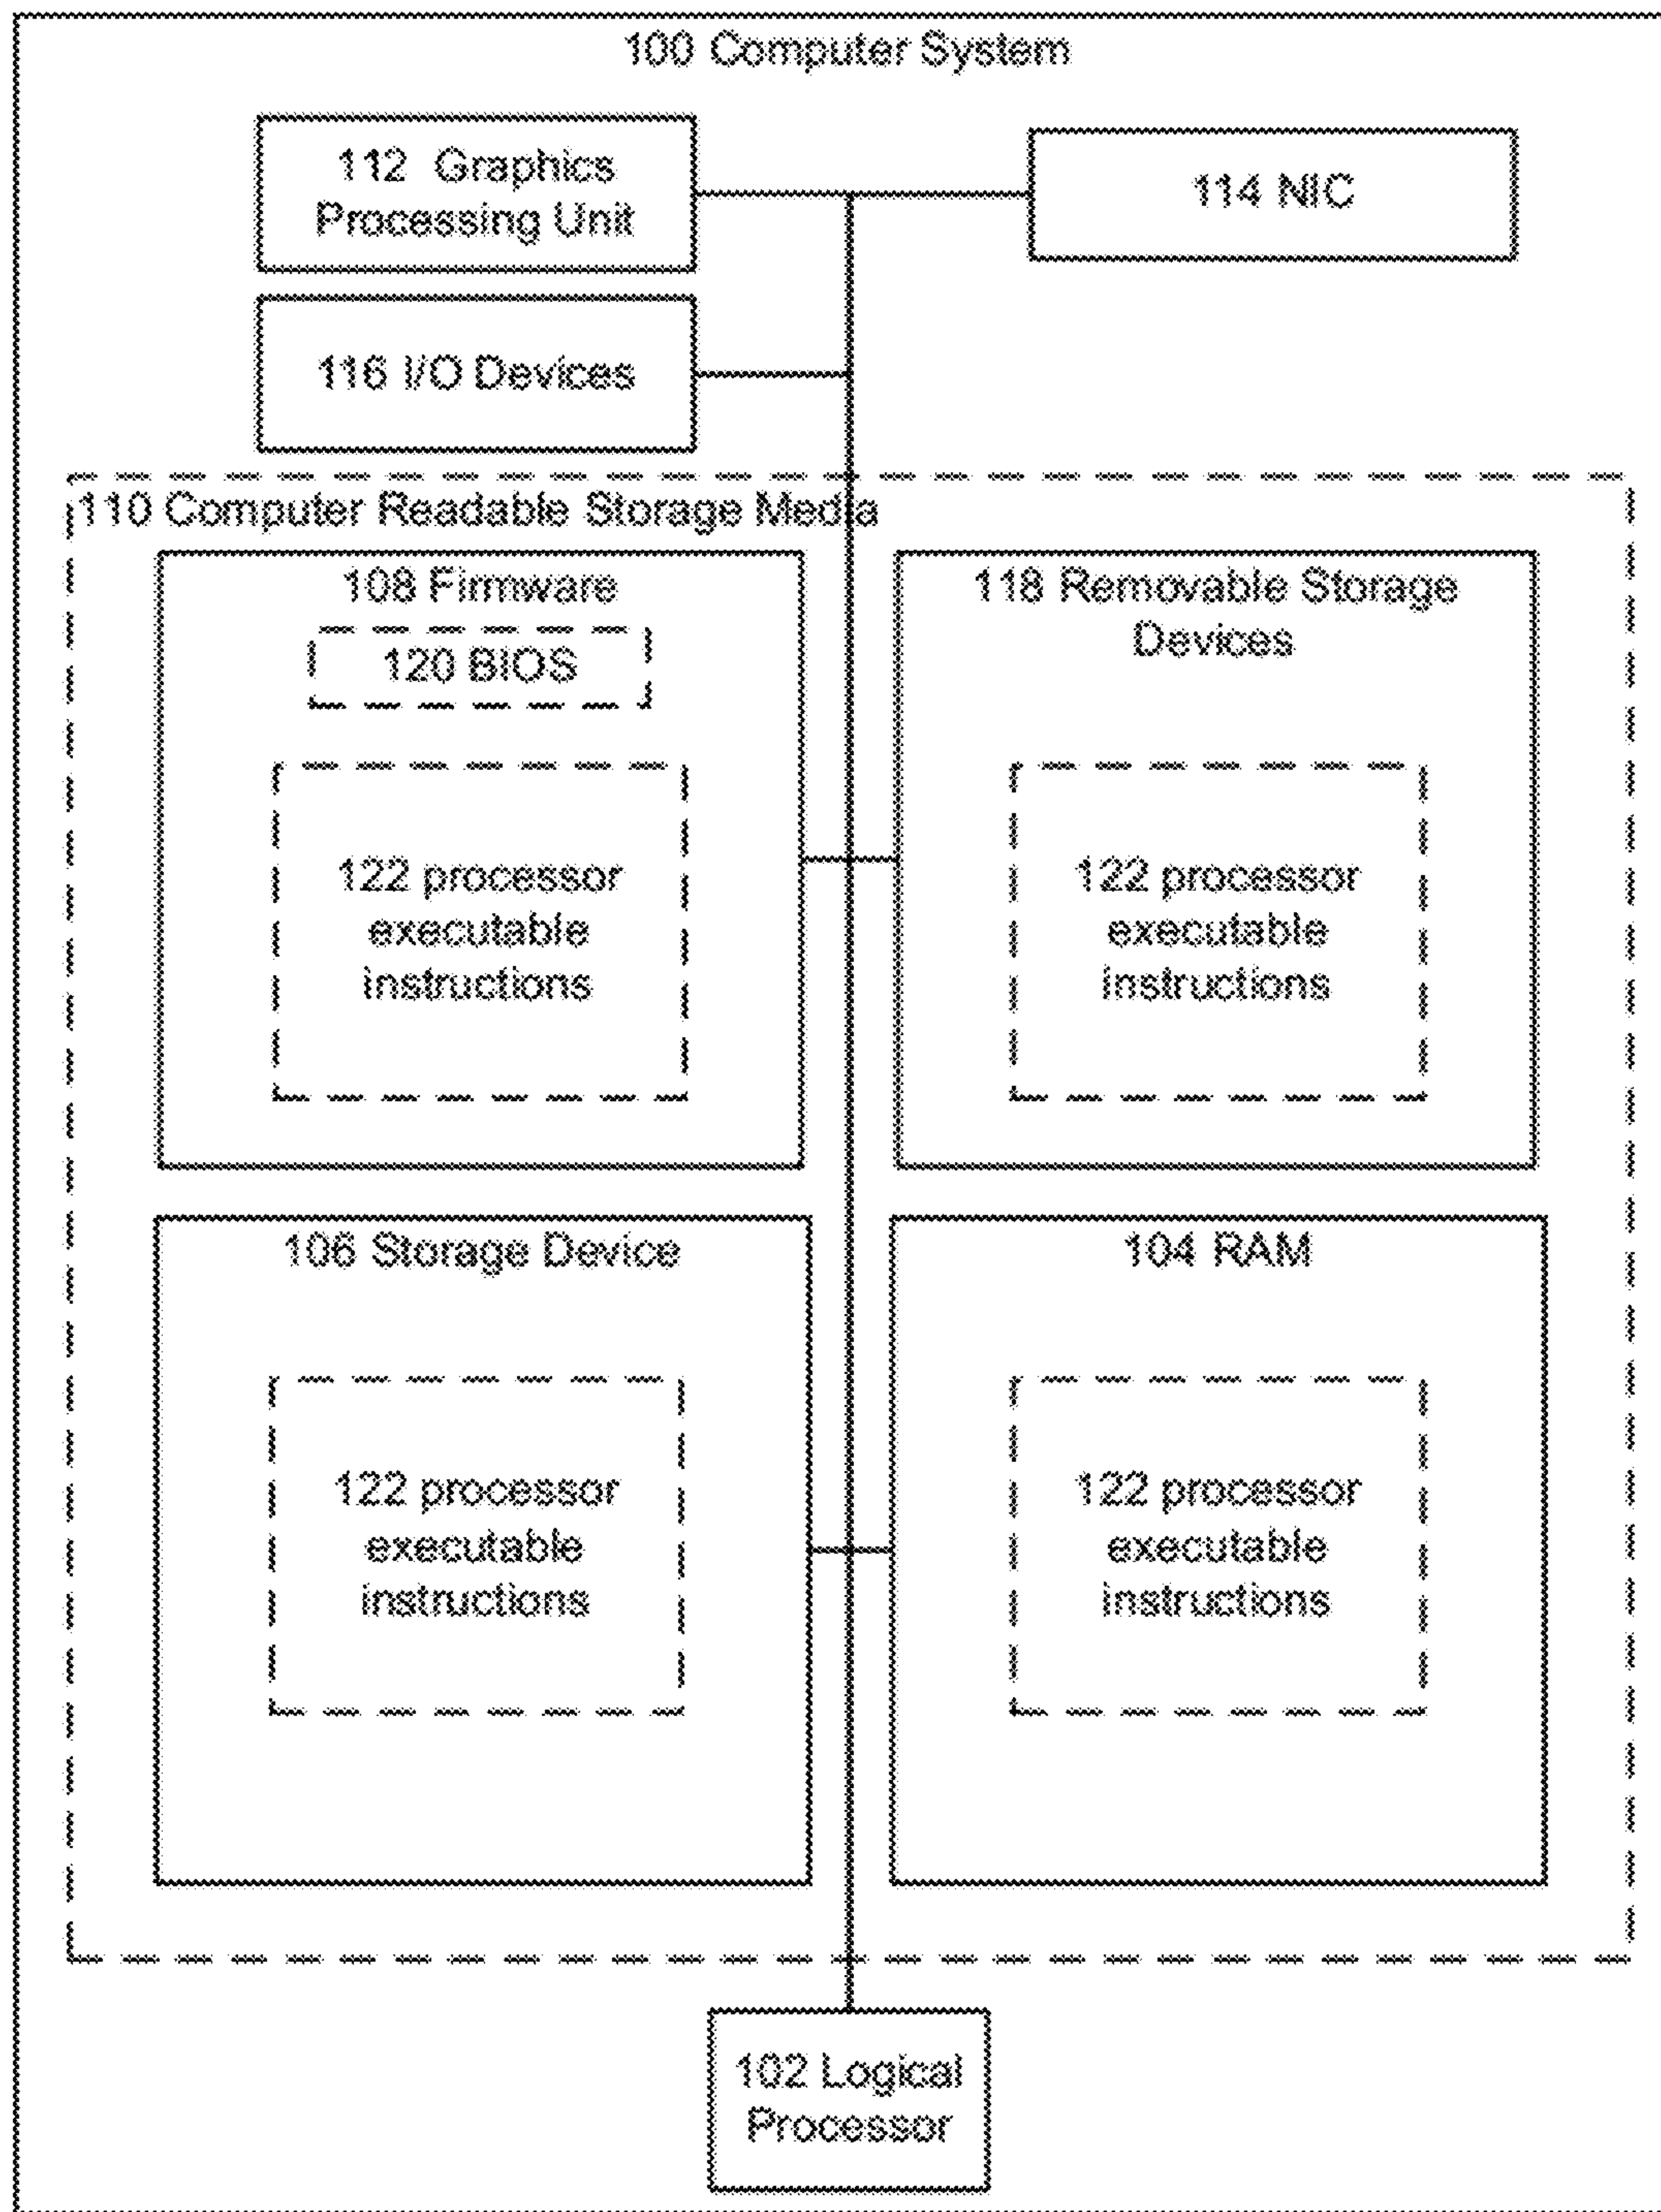 100 Computer System
112 Graphics
Processing Unit
114 NIC
116 I/O Devices
110 Computer Readable Storage Media
108 Firmware
120 BIOS
122 processor
executable
instructions
118 Removable Storage
Devices
122 processor
executable
instructions
106 Storage Device
122 processor
executable
instructions
104 RAM
122 processor
executable
instructions
102 Logical
Processor